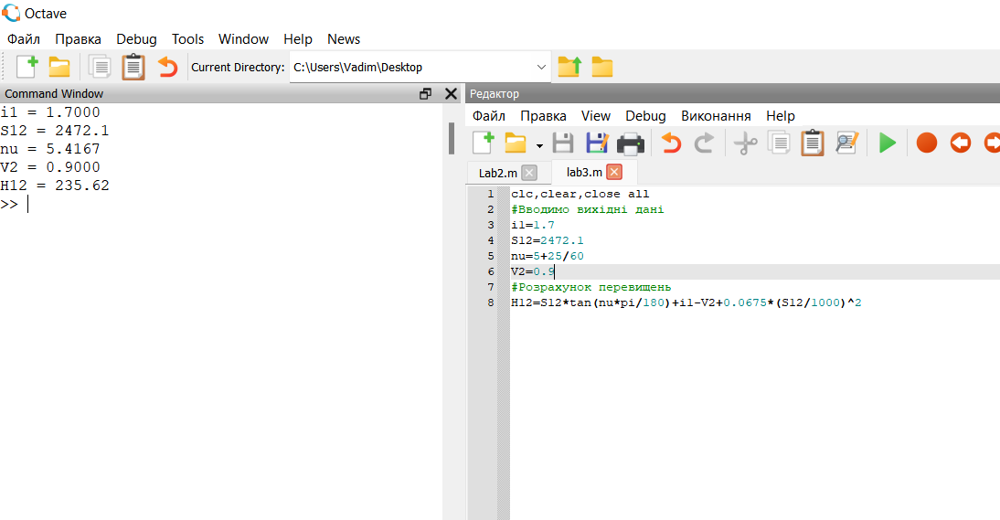 Octave
Файл Правка Debug Tools Window Help News
Current Directory: C:\Users\Vadim\Desktop
Command Window
i1 = 1.7000
S12 = 2472.1
nu = 5.4167
V2 = 0.9000
H12 = 235.62
>>
Редактор
Файл Правка View Debug Виконання Help
Lab2.m lab3.m
1 clc,clear,close all
2 #Вводимо вихідні дані
3 i1=1.7
4 S12=2472.1
5 nu=5+25/60
6 V2=0.9
7 #Розрахунок перевищень
8 H12=S12*tan(nu*pi/180)+i1-V2+0.0675*(S12/1000)^2